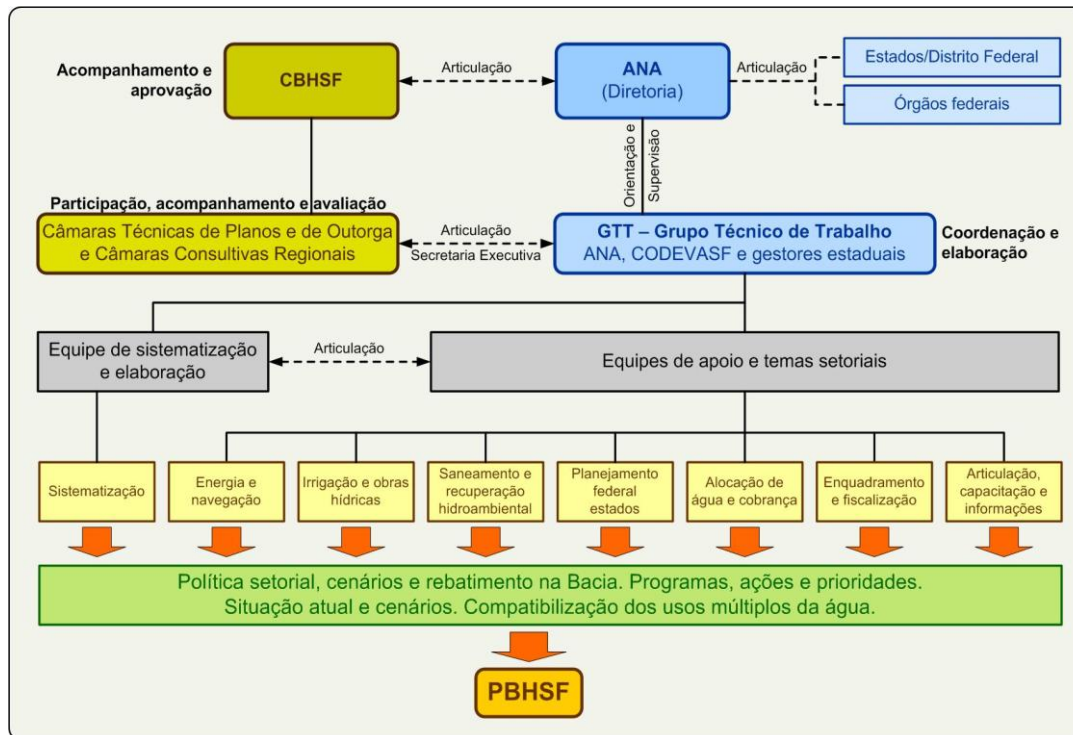 Acompanhamento e
aprovação
CBHSF
Articulação
ANA
(Diretoria)
Articulação
Estados/Distrito Federal
Órgãos federais
Orientação e
Supervisão
Participação, acompanhamento e avaliação
Câmaras Técnicas de Planos e de Outorga
e Câmaras Consultivas Regionais
Articulação
Secretaria Executiva
GTT – Grupo Técnico de Trabalho
ANA, CODEVASF e gestores estaduais
Coordenação e
elaboração
Equipe de sistematização
e elaboração
Articulação
Equipes de apoio e temas setoriais
Sistematização
Energia e
navegação
Irrigação e obras
hídricas
Saneamento e
recuperação
hidroambiental
Planejamento
federal
estados
Alocação de
água e cobrança
Enquadramento
e fiscalização
Articulação,
capacitação e
informações
Política setorial, cenários e rebatimento na Bacia. Programas, ações e prioridades.
Situação atual e cenários. Compatibilização dos usos múltiplos da água.
PBHSF